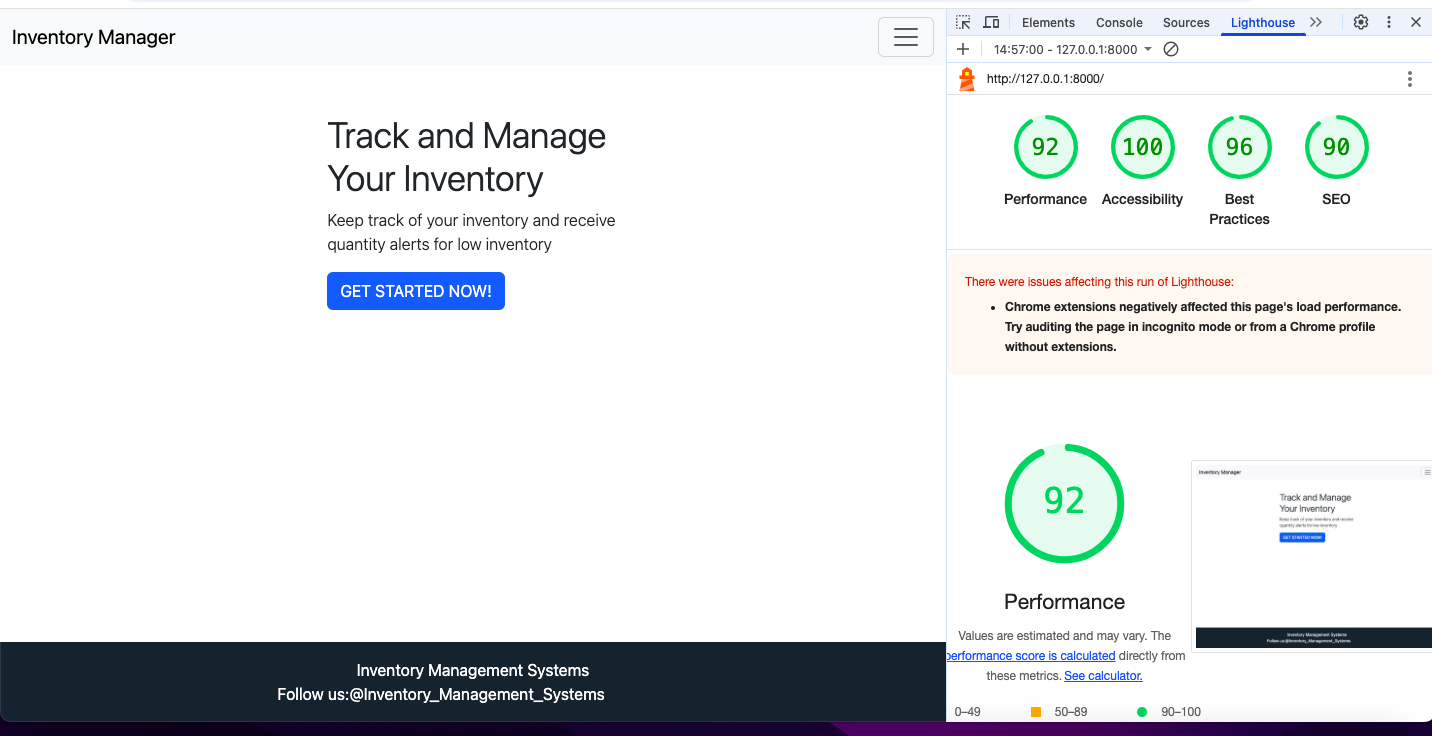 Inventory Manager
Track and Manage
Your Inventory
Keep track of your inventory and receive
quantity alerts for low inventory
GET STARTED NOW!
Inventory Management Systems
Follow us:@Inventory_Management_Systems
Elements Console Sources Lighthouse
14:57:00 - 127.0.0.1:8000
http://127.0.0.1:8000/
92 100 96 90
Performance Accessibility Best Practices SEO
There were issues affecting this run of Lighthouse:
Chrome extensions negatively affected this page's load performance.
Try auditing the page in incognito mode or from a Chrome profile
without extensions.
92
Performance
Values are estimated and may vary. The
performance score is calculated directly from
these metrics. See calculator.
0–49 50–89 90–100
Inventory Manager
Track and Manage
Your Inventory
Keep track of your inventory and receive
quantity alerts for low inventory
GET STARTED NOW!
Inventory Management Systems
Follow us:@Inventory_Management_Systems